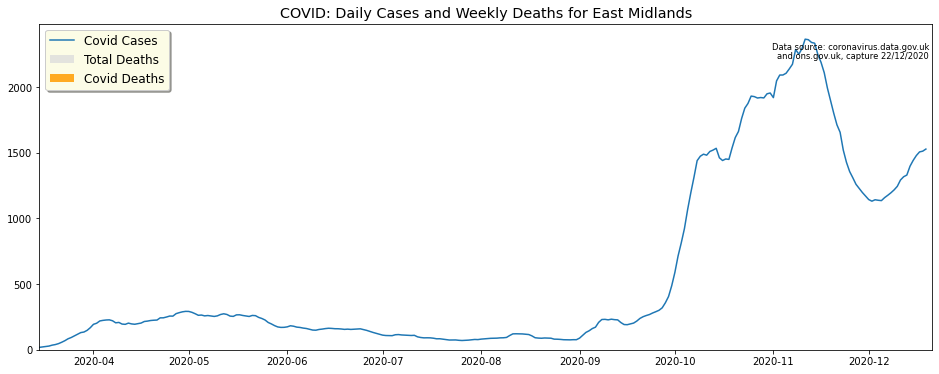 COVID: Daily Cases and Weekly Deaths for East Midlands
Covid Cases
Total Deaths
Covid Deaths
Data source: coronavirus.data.gov.uk
and ons.gov.uk, capture 22/12/2020
2000
1500
1000
500
0
2020-04 2020-05 2020-06 2020-07 2020-08 2020-09 2020-10 2020-11 2020-12